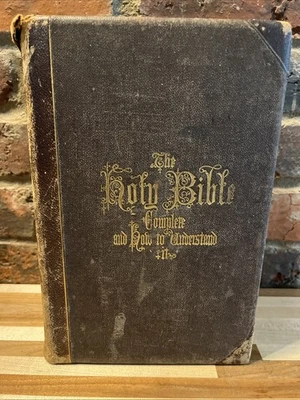 The
Holy Bible
Complete
and How to Understand
it